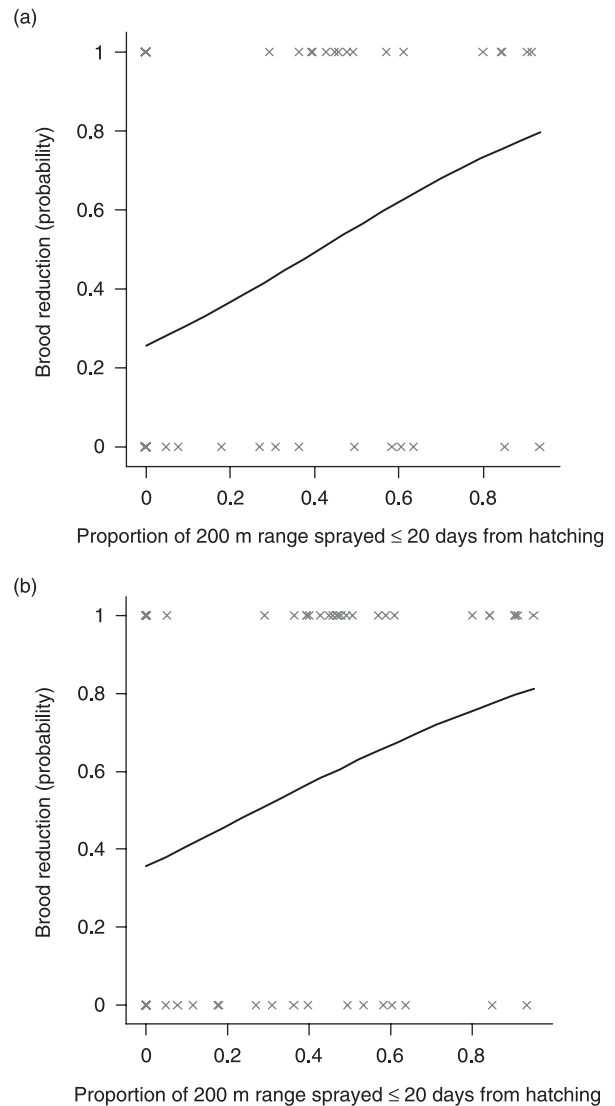 (a)
1
0.8
0.6
0.4
0.2
0
Brood reduction (probability)
0 0.2 0.4 0.6 0.8
Proportion of 200 m range sprayed ≤ 20 days from hatching
(b)
1
0.8
0.6
0.4
0.2
0
Brood reduction (probability)
0 0.2 0.4 0.6 0.8
Proportion of 200 m range sprayed ≤ 20 days from hatching